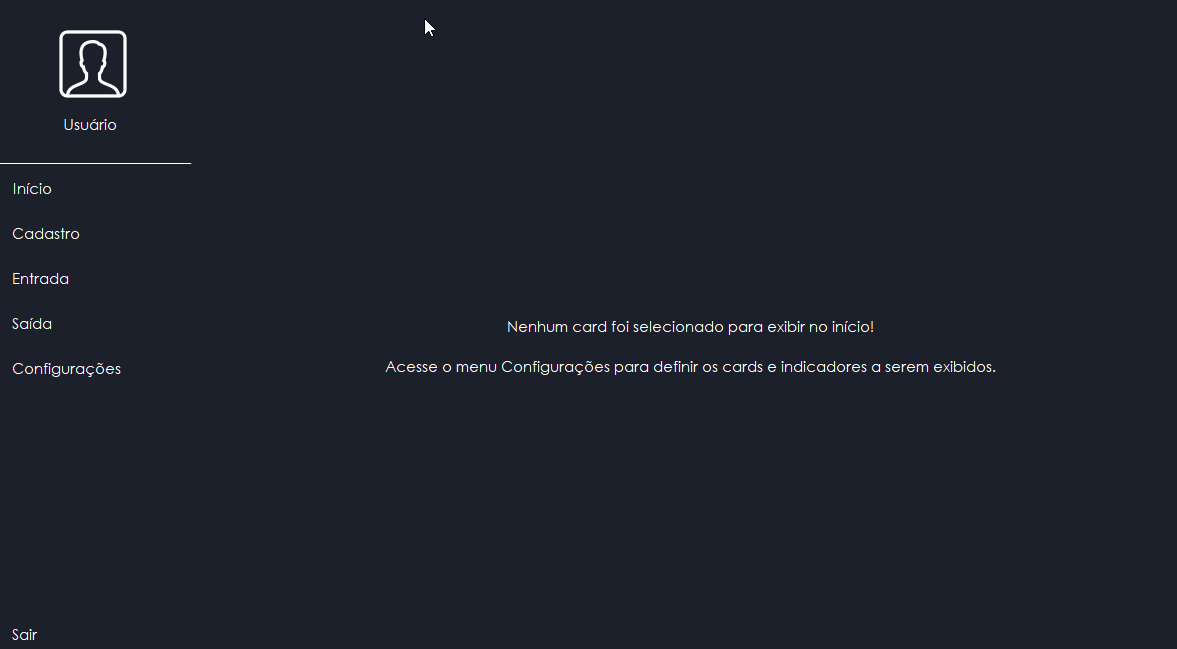 Usuário
Início
Cadastro
Entrada
Saída
Configurações
Nenhum card foi selecionado para exibir no início!
Acesse o menu Configurações para definir os cards e indicadores a serem exibidos.
Sair